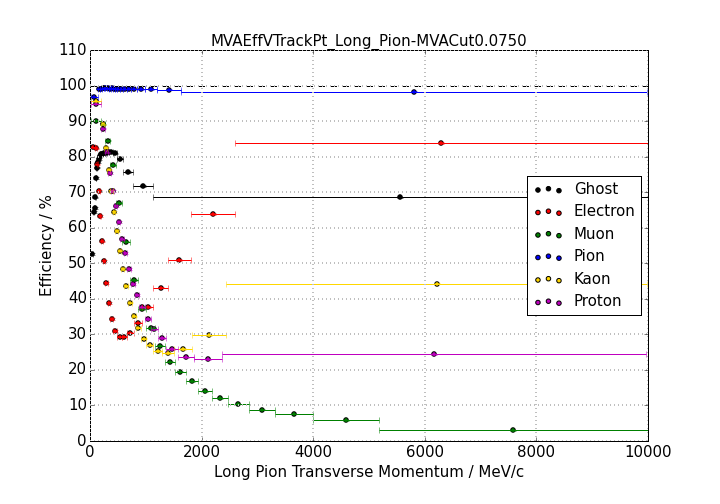 MVAEffVTrackPt_Long_Pion-MVACut0.0750
110
100
90
80
70
60
50
40
30
20
10
0
Efficiency / %
Ghost
Electron
Muon
Pion
Kaon
Proton
0 2000 4000 6000 8000 10000
Long Pion Transverse Momentum / MeV/c